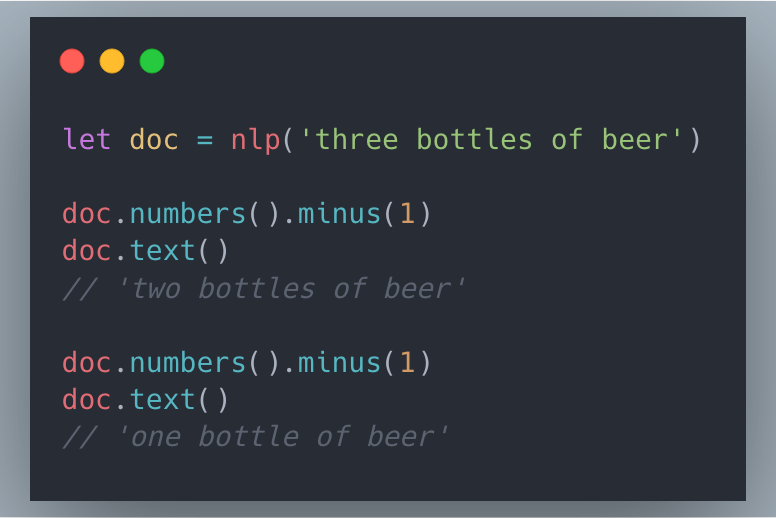 let doc = nlp('three bottles of beer')
doc.numbers().minus(1)
doc.text()
// 'two bottles of beer'
doc.numbers().minus(1)
doc.text()
// 'one bottle of beer'